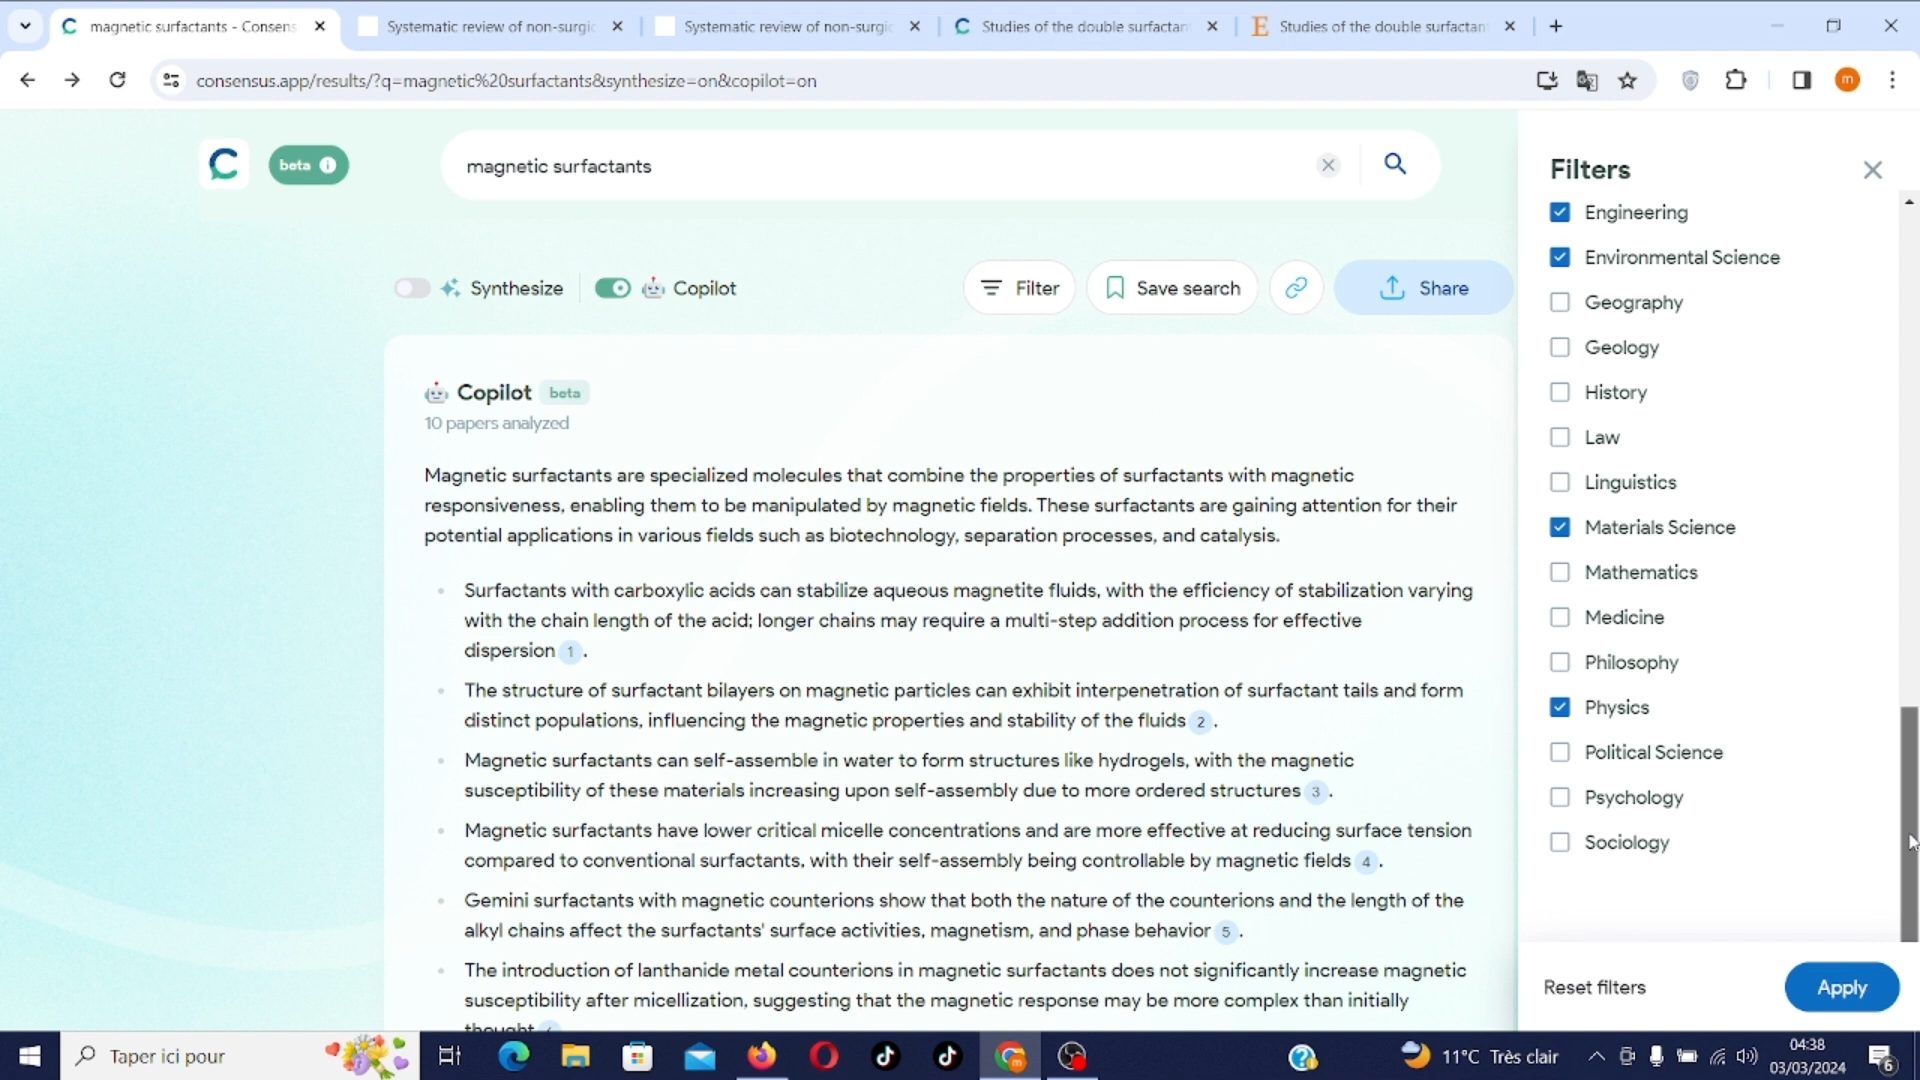 magnetic surfactants - Consens
Systematic review of non-surgic
Systematic review of non-surgic
Studies of the double surfactan
Studies of the double surfactan
consensus.app/results/?q=magnetic%20surfactants&synthesize=on&copilot=on
m
beta
magnetic surfactants
Synthesize
Copilot
Filter
Save search
Share
Copilot beta
10 papers analyzed
Magnetic surfactants are specialized molecules that combine the properties of surfactants with magnetic
responsiveness, enabling them to be manipulated by magnetic fields. These surfactants are gaining attention for their
potential applications in various fields such as biotechnology, separation processes, and catalysis.
Surfactants with carboxylic acids can stabilize aqueous magnetite fluids, with the efficiency of stabilization varying
with the chain length of the acid; longer chains may require a multi-step addition process for effective
dispersion 1 .
The structure of surfactant bilayers on magnetic particles can exhibit interpenetration of surfactant tails and form
distinct populations, influencing the magnetic properties and stability of the fluids 2 .
Magnetic surfactants can self-assemble in water to form structures like hydrogels, with the magnetic
susceptibility of these materials increasing upon self-assembly due to more ordered structures 3 .
Magnetic surfactants have lower critical micelle concentrations and are more effective at reducing surface tension
compared to conventional surfactants, with their self-assembly being controllable by magnetic fields 4 .
Gemini surfactants with magnetic counterions show that both the nature of the counterions and the length of the
alkyl chains affect the surfactants' surface activities, magnetism, and phase behavior 5 .
The introduction of lanthanide metal counterions in magnetic surfactants does not significantly increase magnetic
susceptibility after micellization, suggesting that the magnetic response may be more complex than initially
thought
Filters
Engineering
Environmental Science
Geography
Geology
History
Law
Linguistics
Materials Science
Mathematics
Medicine
Philosophy
Physics
Political Science
Psychology
Sociology
Reset filters
Apply
Taper ici pour
11°C Très clair
04:38
03/03/2024
6